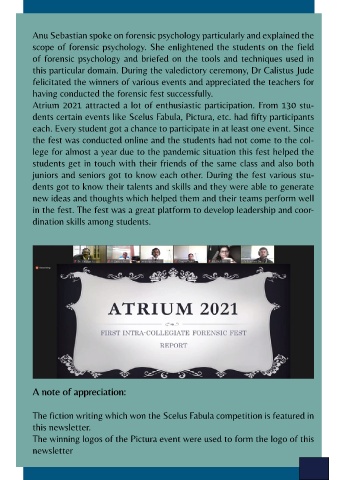 Anu Sebastian spoke on forensic psychology particularly and explained the
scope of forensic psychology. She enlightened the students on the field
of forensic psychology and briefed on the tools and techniques used in
this particular domain. During the valedictory ceremony, Dr Calistus Jude
felicitated the winners of various events and appreciated the teachers for
having conducted the forensic fest successfully.
Atrium 2021 attracted a lot of enthusiastic participation. From 130 stu-
dents certain events like Scelus Fabula, Pictura, etc. had fifty participants
each. Every student got a chance to participate in at least one event. Since
the fest was conducted online and the students had not come to the col-
lege for almost a year due to the pandemic situation this fest helped the
students get in touch with their friends of the same class and also both
juniors and seniors got to know each other. During the fest various stu-
dents got to know their talents and skills and they were able to generate
new ideas and thoughts which helped them and their teams perform well
in the fest. The fest was a great platform to develop leadership and coor-
dination skills among students.
ATRIUM 2021
FIRST INTRA-COLLEGIATE FORENSIC FEST
REPORT
A note of appreciation:
The fiction writing which won the Scelus Fabula competition is featured in
this newsletter.
The winning logos of the Pictura event were used to form the logo of this
newsletter